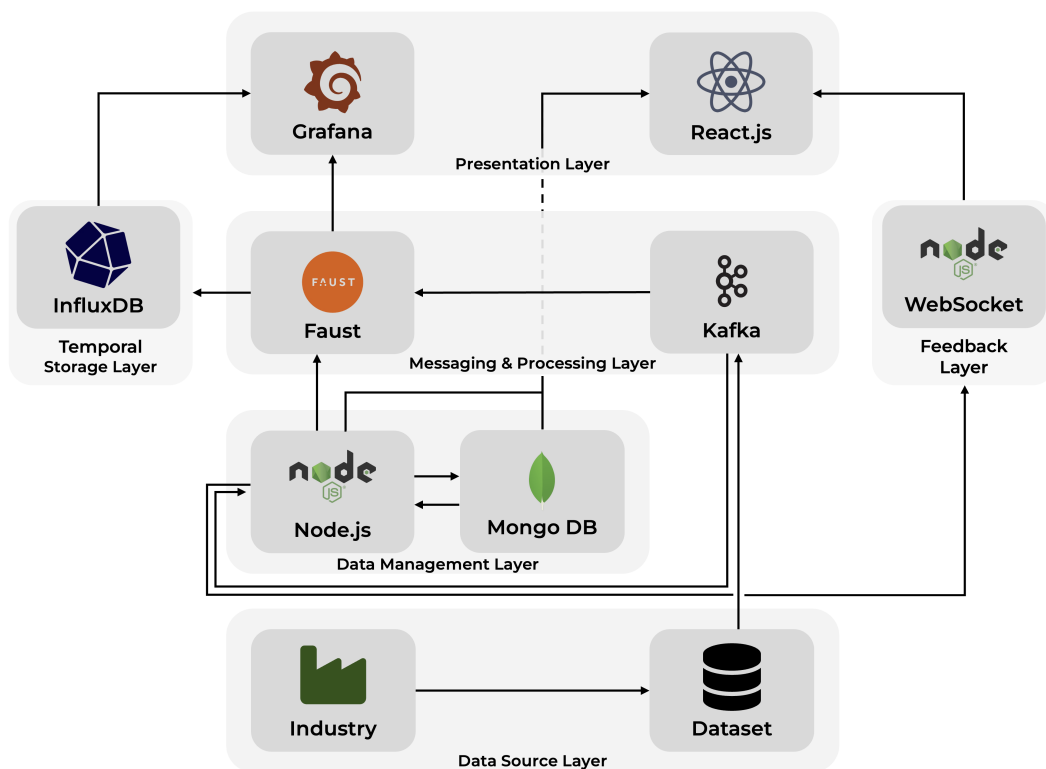 Grafana
React.js
Presentation Layer
InfluxDB
Temporal
Storage Layer
FAUST
Faust
Kafka
Messaging & Processing Layer
node
JS
WebSocket
Feedback
Layer
node
JS
Node.js
Mongo DB
Data Management Layer
Industry
Dataset
Data Source Layer